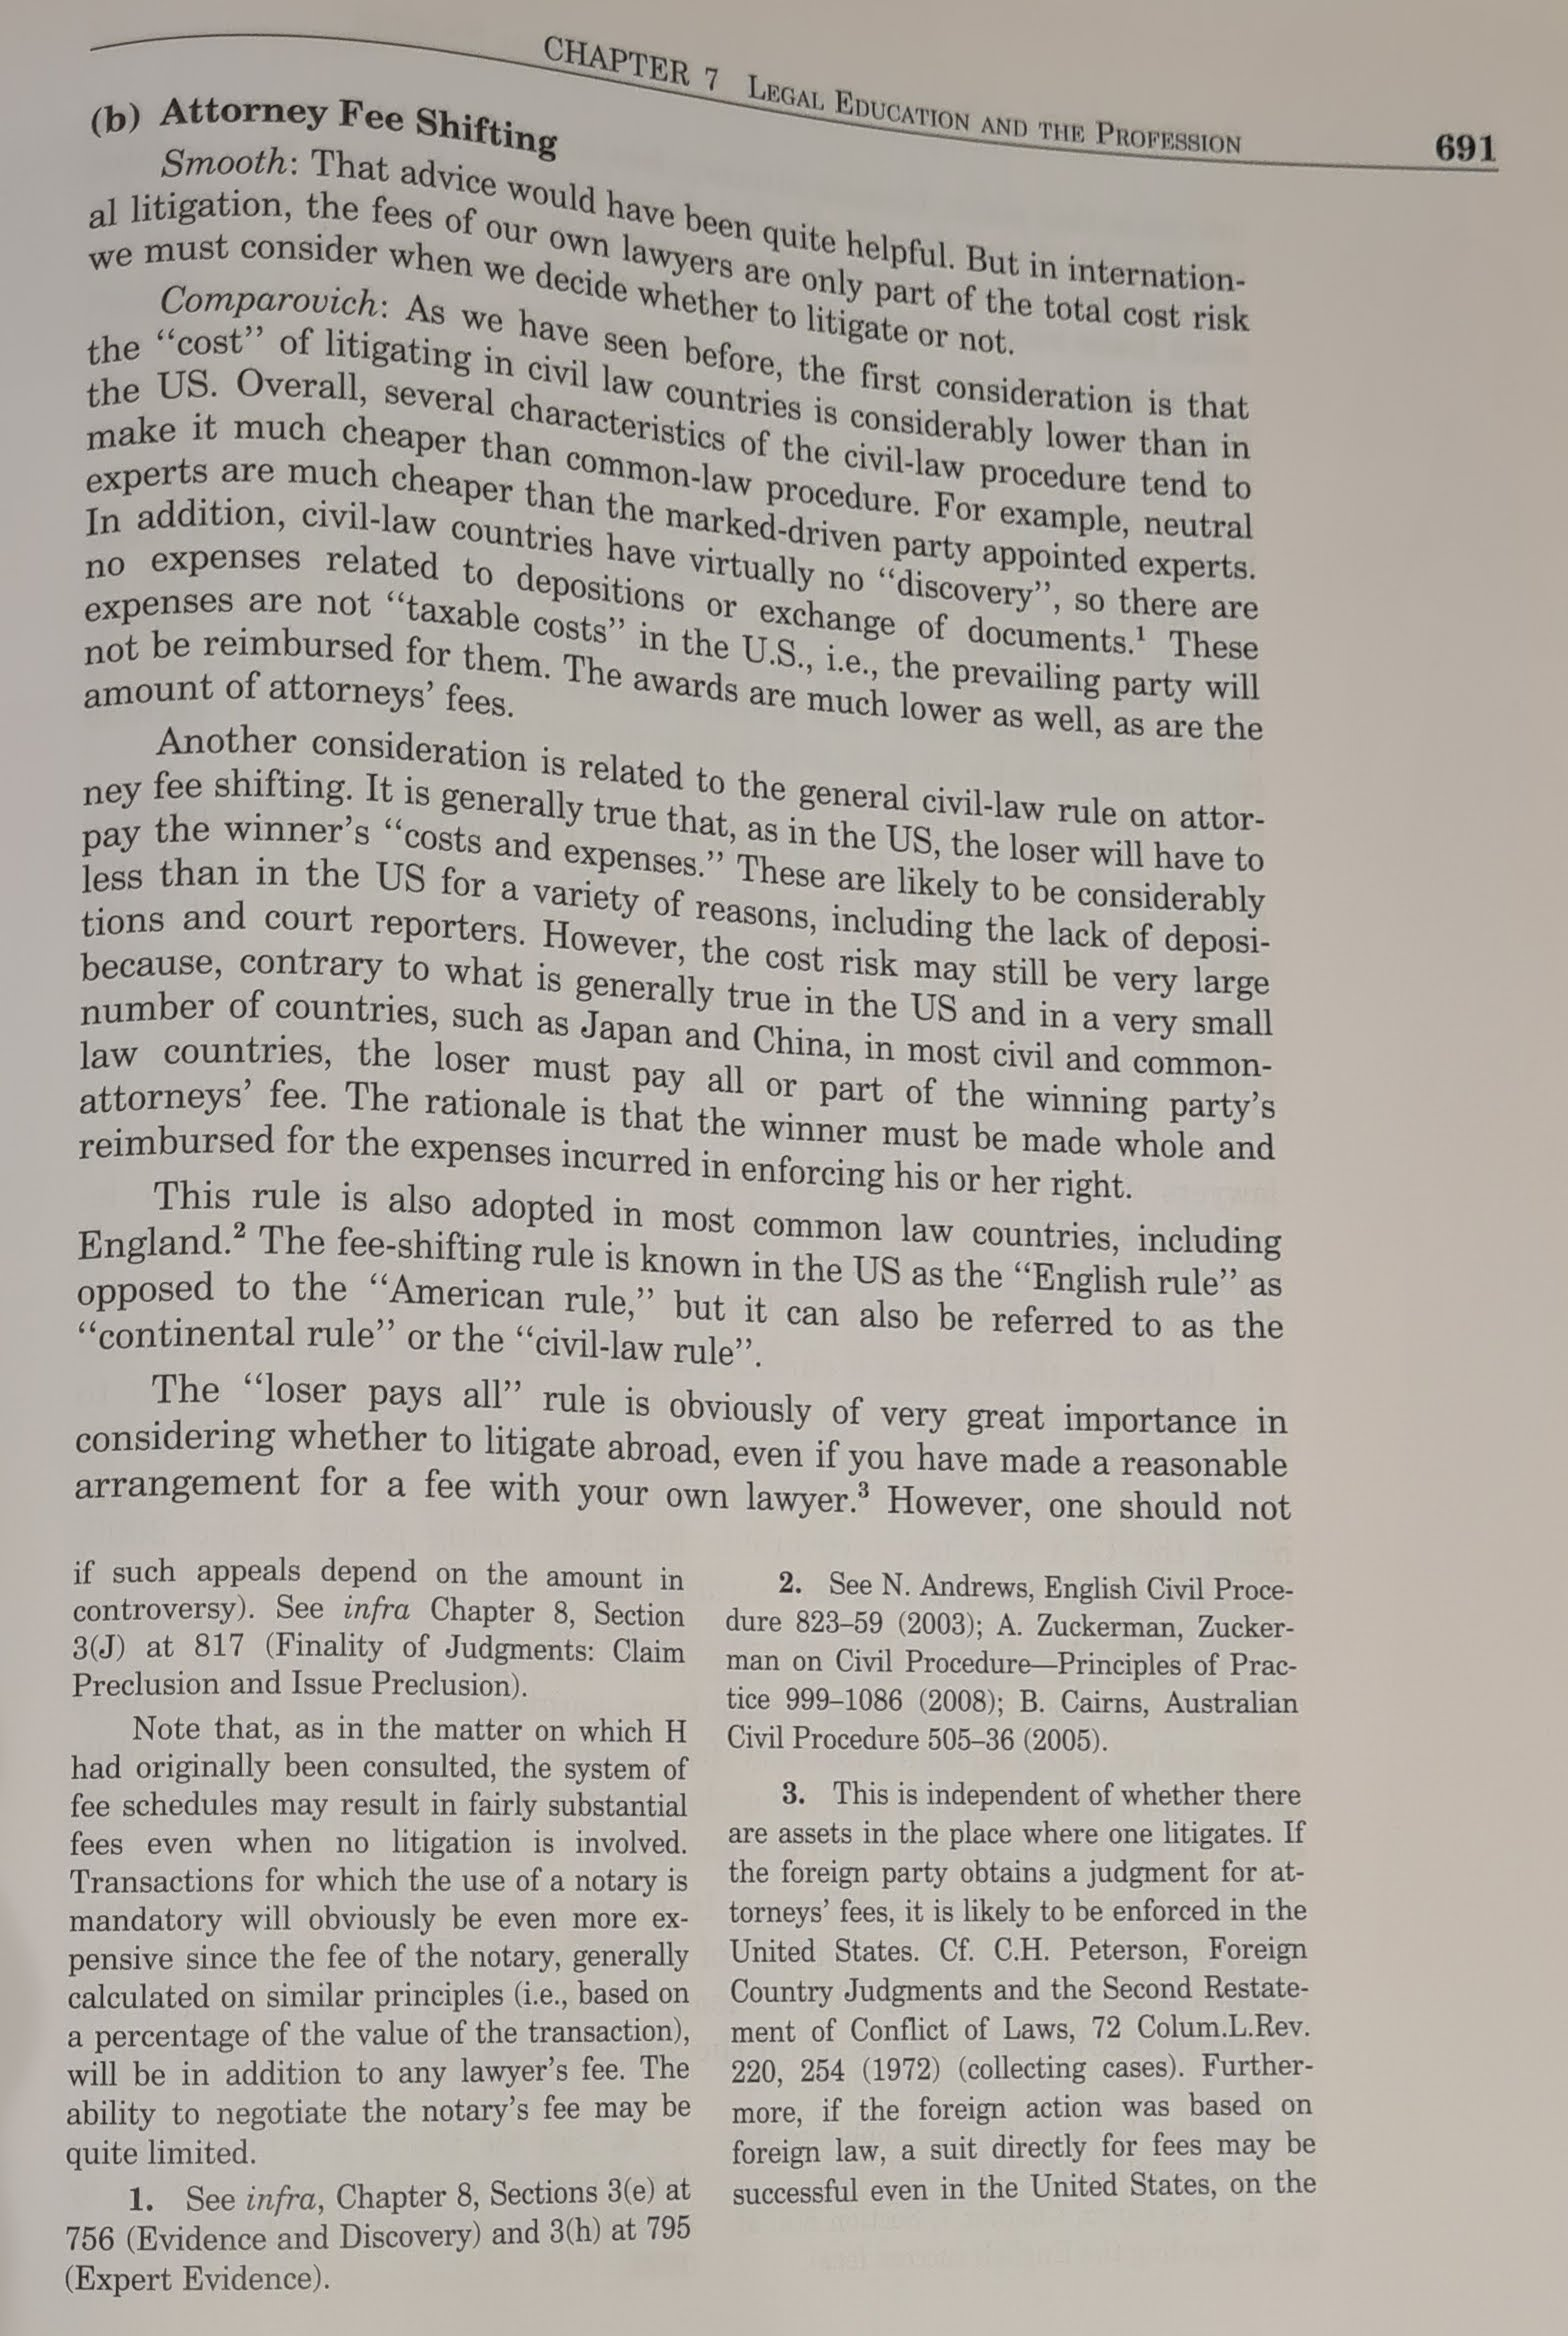 CHAPTER 7 LEGAL EDUCATION AND THE PROFESSION 691
(b) Attorney Fee Shifting
Smooth: That advice would have been quite helpful. But in internation-
al litigation, the fees of our own lawyers are only part of the total cost risk
we must consider when we decide whether to litigate or not.
Comparovich: As we have seen before, the first consideration is that
the “cost” of litigating in civil law countries is considerably lower than in
the US. Overall, several characteristics of the civil-law procedure tend to
make it much cheaper than common-law procedure. For example, neutral
experts are much cheaper than the marked-driven party appointed experts.
In addition, civil-law countries have virtually no “discovery”, so there are
no expenses related to depositions or exchange of documents.¹ These
expenses are not “taxable costs” in the U.S., i.e., the prevailing party will
not be reimbursed for them. The awards are much lower as well, as are the
amount of attorneys’ fees.
Another consideration is related to the general civil-law rule on attor-
ney fee shifting. It is generally true that, as in the US, the loser will have to
pay the winner’s “costs and expenses.” These are likely to be considerably
less than in the US for a variety of reasons, including the lack of deposi-
tions and court reporters. However, the cost risk may still be very large
because, contrary to what is generally true in the US and in a very small
number of countries, such as Japan and China, in most civil and common-
law countries, the loser must pay all or part of the winning party’s
attorneys’ fee. The rationale is that the winner must be made whole and
reimbursed for the expenses incurred in enforcing his or her right.
This rule is also adopted in most common law countries, including
England.² The fee-shifting rule is known in the US as the “English rule” as
opposed to the “American rule,” but it can also be referred to as the
“continental rule” or the “civil-law rule”.
The “loser pays all” rule is obviously of very great importance in
considering whether to litigate abroad, even if you have made a reasonable
arrangement for a fee with your own lawyer.³ However, one should not
if such appeals depend on the amount in
controversy). See infra Chapter 8, Section
3(J) at 817 (Finality of Judgments: Claim
Preclusion and Issue Preclusion).
Note that, as in the matter on which H
had originally been consulted, the system of
fee schedules may result in fairly substantial
fees even when no litigation is involved.
Transactions for which the use of a notary is
mandatory will obviously be even more ex-
pensive since the fee of the notary, generally
calculated on similar principles (i.e., based on
a percentage of the value of the transaction),
will be in addition to any lawyer’s fee. The
ability to negotiate the notary’s fee may be
quite limited.
1. See infra, Chapter 8, Sections 3(e) at
756 (Evidence and Discovery) and 3(h) at 795
(Expert Evidence).
2. See N. Andrews, English Civil Proce-
dure 823–59 (2003); A. Zuckerman, Zucker-
man on Civil Procedure—Principles of Prac-
tice 999–1086 (2008); B. Cairns, Australian
Civil Procedure 505–36 (2005).
3. This is independent of whether there
are assets in the place where one litigates. If
the foreign party obtains a judgment for at-
torneys’ fees, it is likely to be enforced in the
United States. Cf. C.H. Peterson, Foreign
Country Judgments and the Second Restate-
ment of Conflict of Laws, 72 Colum.L.Rev.
220, 254 (1972) (collecting cases). Further-
more, if the foreign action was based on
foreign law, a suit directly for fees may be
successful even in the United States, on the